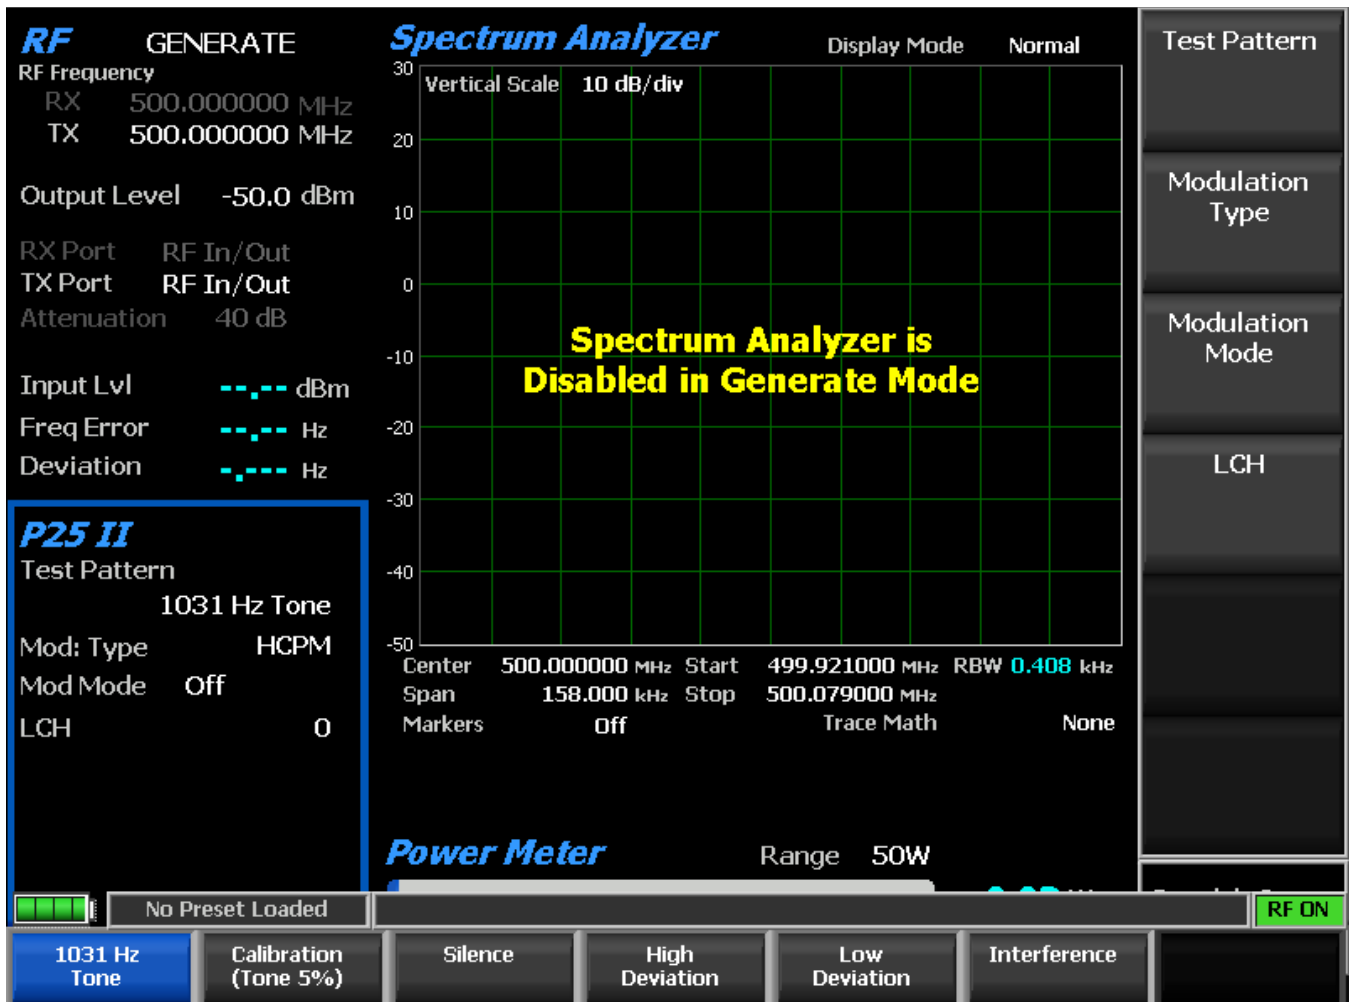 RF GENERATE
RF Frequency
RX 500.000000 MHz
TX 500.000000 MHz
Output Level -50.0 dBm
RX Port RF In/Out
TX Port RF In/Out
Attenuation 40 dB
Input Lvl --.-- dBm
Freq Error --.-- Hz
Deviation -.--- Hz
P25 II
Test Pattern
1031 Hz Tone
Mod: Type HCPM
Mod Mode Off
LCH 0
Spectrum Analyzer Display Mode Normal
Vertical Scale 10 dB/div
30
20
10
0
-10
-20
-30
-40
-50
Spectrum Analyzer is
Disabled in Generate Mode
Center 500.000000 MHz Start 499.921000 MHz RBW 0.408 kHz
Span 158.000 kHz Stop 500.079000 MHz
Markers Off Trace Math None
Power Meter Range 50W
Test Pattern
Modulation
Type
Modulation
Mode
LCH
No Preset Loaded
RF ON
1031 Hz
Tone
Calibration
(Tone 5%)
Silence
High
Deviation
Low
Deviation
Interference